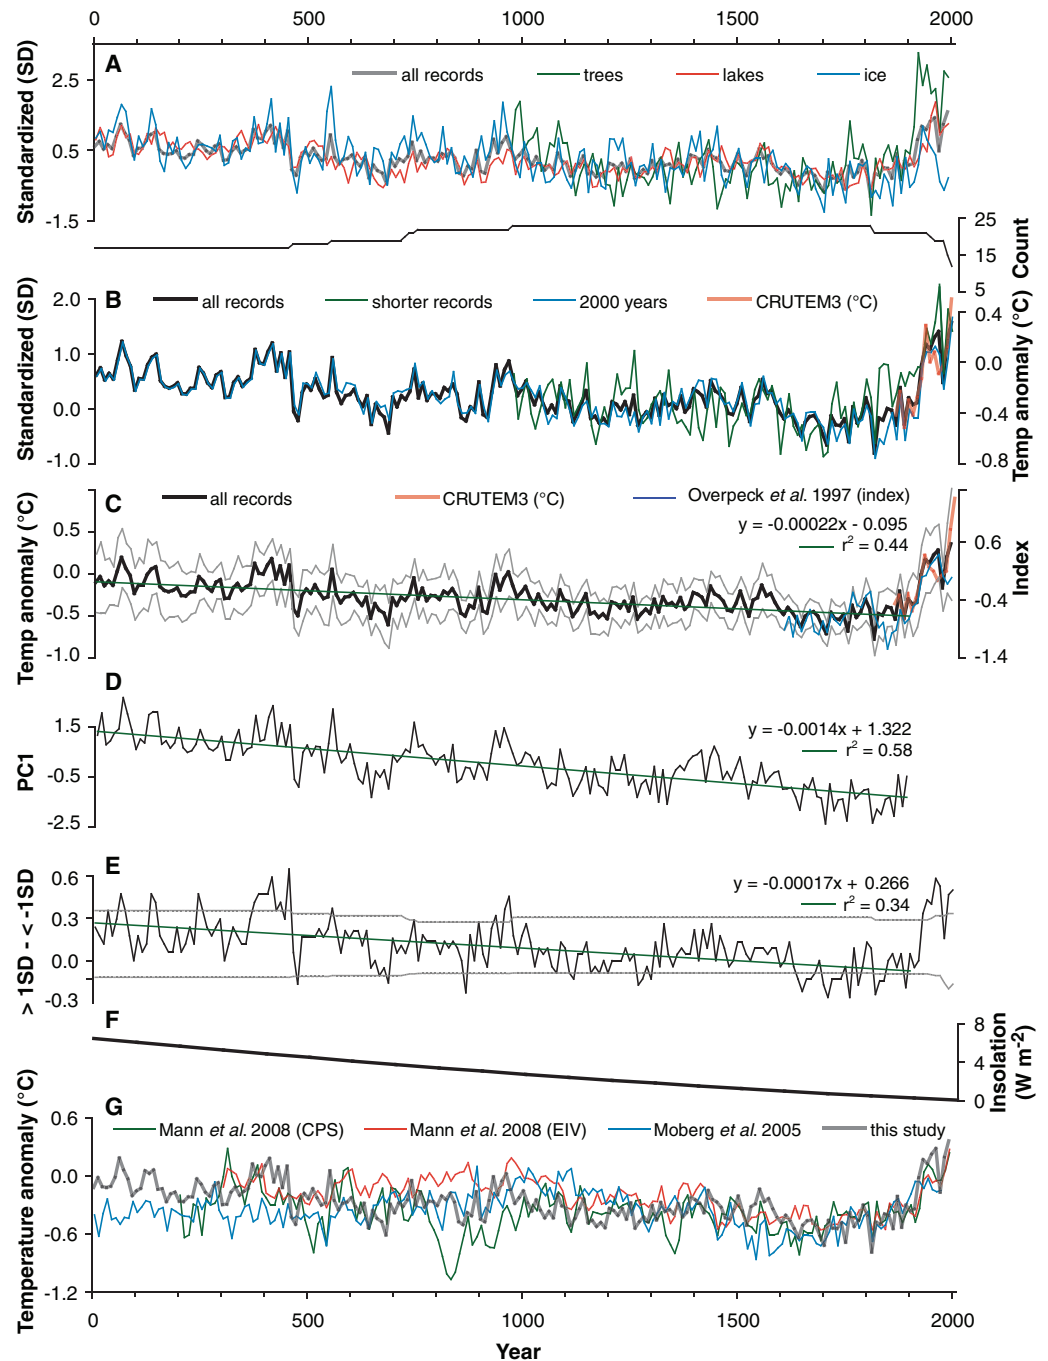 0 500 1000 1500 2000
A
all records trees lakes ice
Standardized (SD)
2.5
0.5
-1.5
25
15
5
Count
B
all records shorter records 2000 years CRUTEM3 (°C)
Standardized (SD)
2.0
1.0
0.0
-1.0
0.4
0.0
-0.4
-0.8
Temp anomaly (°C)
C
all records CRUTEM3 (°C) Overpeck et al. 1997 (index)
y = -0.00022x - 0.095
r² = 0.44
Temp anomaly (°C)
0.5
0.0
-0.5
-1.0
0.6
-0.4
-1.4
Index
D
y = -0.0014x + 1.322
r² = 0.58
PC1
1.5
-0.5
-2.5
E
y = -0.00017x + 0.266
r² = 0.34
> 1SD - < -1SD
0.6
0.3
0.0
-0.3
F
8
4
0
Insolation
(W m⁻²)
G
Mann et al. 2008 (CPS) Mann et al. 2008 (EIV) Moberg et al. 2005 this study
Temperature anomaly (°C)
0.6
0.0
-0.6
-1.2
0 500 1000 1500 2000
Year